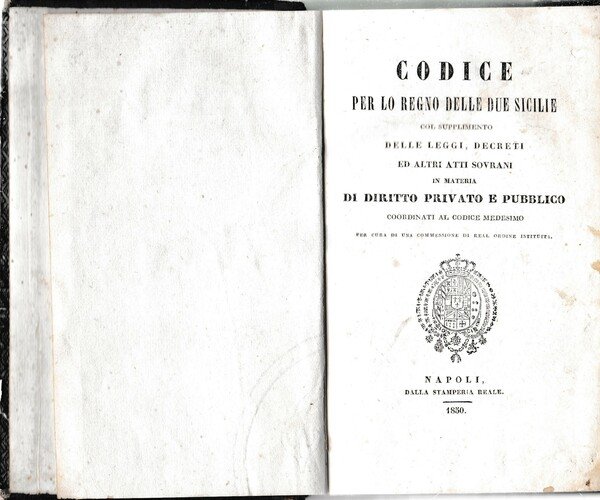 CODICE
PER LO REGNO DELLE DUE SICILIE
COL SUPPLIMENTO
DELLE LEGGI, DECRETI
ED ALTRI ATTI SOVRANI
IN MATERIA
DI DIRITTO PRIVATO E PUBBLICO
COORDINATI AL CODICE MEDESIMO
PER CURA DI UNA COMMESSIONE DI REAL ORDINE ISTITUITA.
NAPOLI,
DALLA STAMPERIA REALE.
1850.